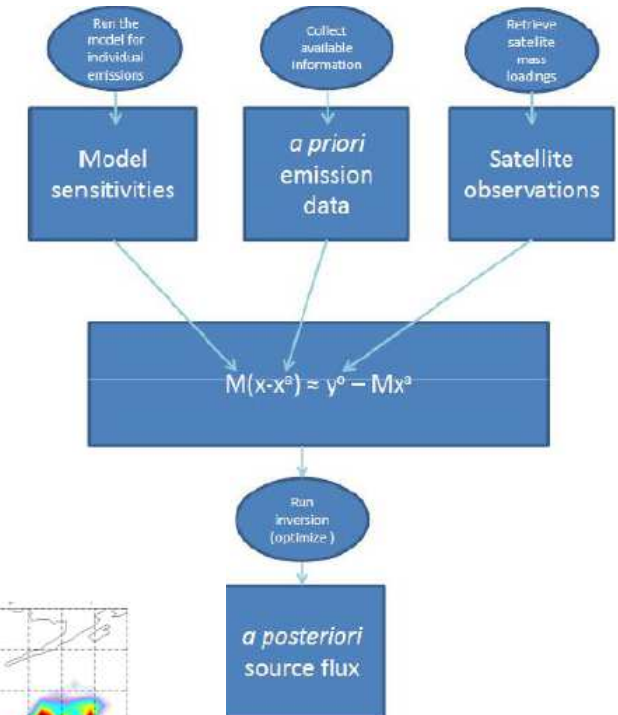 Run the
model for
individual
emissions
Collect
available
information
Retrieve
satellite
mass
loadings
Model
sensitivities
a priori
emission
data
Satellite
observations
M(x-xᵃ) ≈ yᵒ – Mxᵃ
Run
inversion
(optimize )
a posteriori
source flux